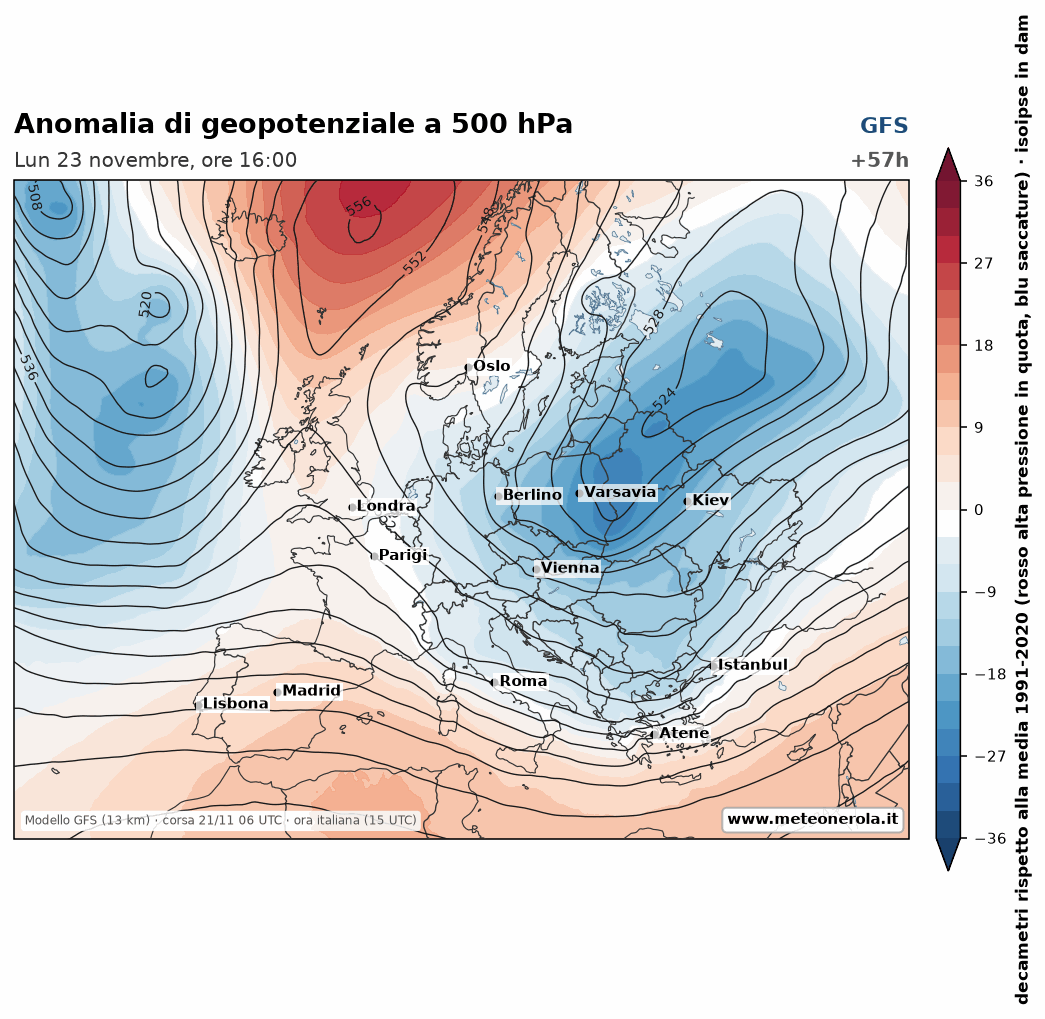 Anomalia di geopotenziale a 500 hPa
GFS
Lun 23 novembre, ore 16:00
+57h
508
556
548
552
520
528
536
524
Oslo
Berlino
Varsavia
Kiev
Londra
Parigi
Vienna
Istanbul
Roma
Madrid
Lisbona
Atene
Modello GFS (13 km) · corsa 21/11 06 UTC · ora italiana (15 UTC)
www.meteonerola.it
36
27
18
9
0
−9
−18
−27
−36
decametri rispetto alla media 1991-2020 (rosso alta pressione in quota, blu saccature) · isoipse in dam